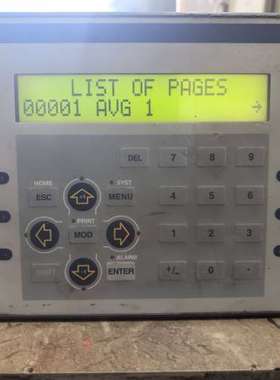 LIST OF PAGES
00001 AVG 1 →
DEL 7 8 9
HOME SYST
ESC MENU 4 5 6
PRINT
MOD 1 2 3
ALARM
SHIFT ENTER +/- 0 .